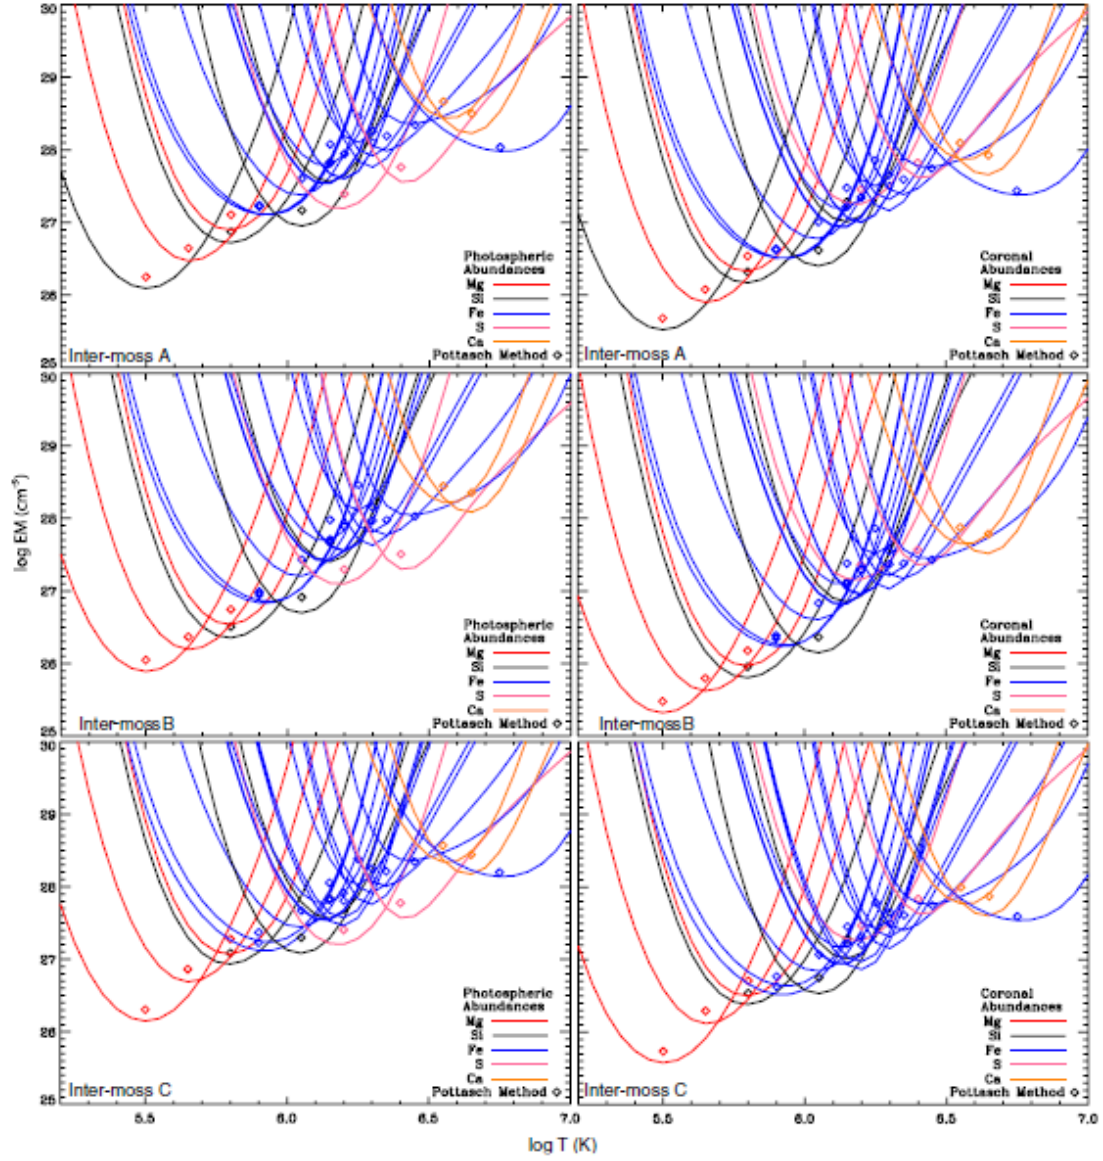 30
29
28
27
26
25
Photospheric
Abundances
Mg
Si
Fe
S
Ca
Pottasch Method
Inter-moss A
Coronal
Abundances
Mg
Si
Fe
S
Ca
Pottasch Method
Inter-moss A
30
29
28
27
26
25
log EM (cm⁻⁵)
Photospheric
Abundances
Mg
Si
Fe
S
Ca
Pottasch Method
Inter-moss B
Coronal
Abundances
Mg
Si
Fe
S
Ca
Pottasch Method
Inter-mossB
30
29
28
27
26
25
Photospheric
Abundances
Mg
Si
Fe
S
Ca
Pottasch Method
Inter-moss C
Coronal
Abundances
Mg
Si
Fe
S
Ca
Pottasch Method
Inter-moss C
5.5 6.0 6.5 7.0
5.5 6.0 6.5 7.0
log T (K)